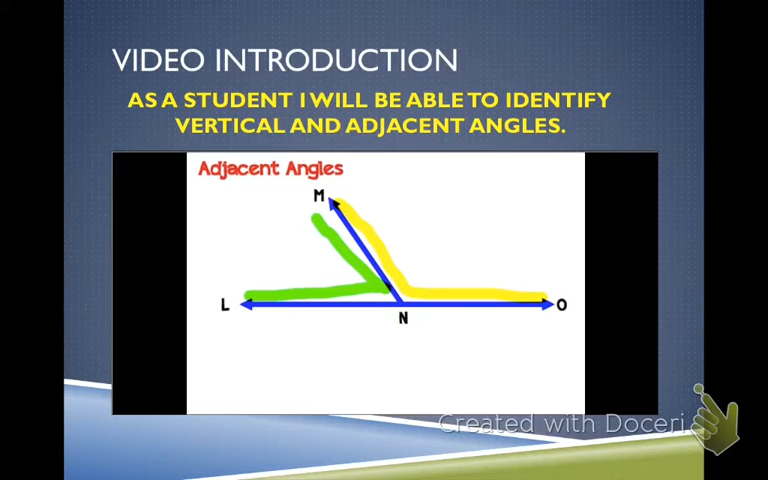 VIDEO INTRODUCTION
AS A STUDENT I WILL BE ABLE TO IDENTIFY
VERTICAL AND ADJACENT ANGLES.
Adjacent Angles
M
L
O
N
Created with Doceri